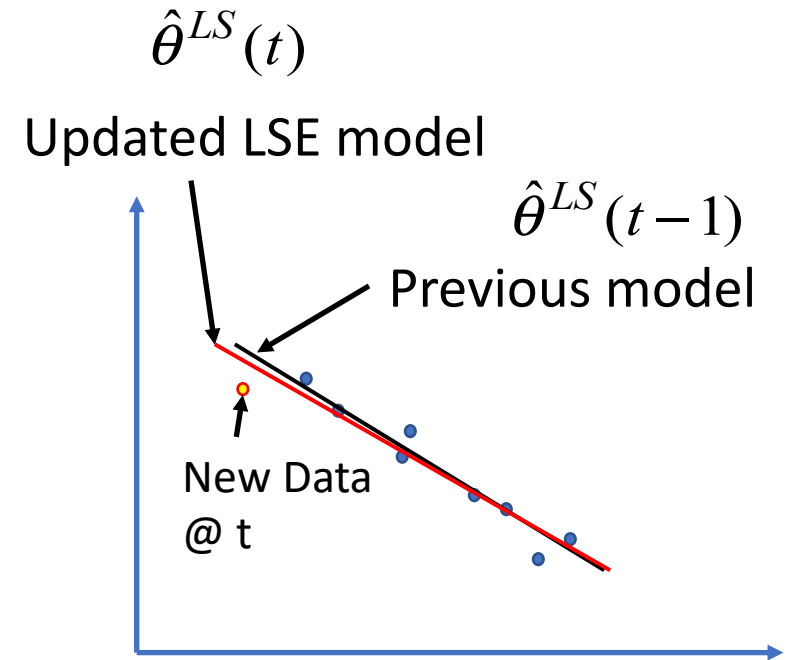 θ̂^{LS}(t)
Updated LSE model
θ̂^{LS}(t − 1)
Previous model
New Data
@ t